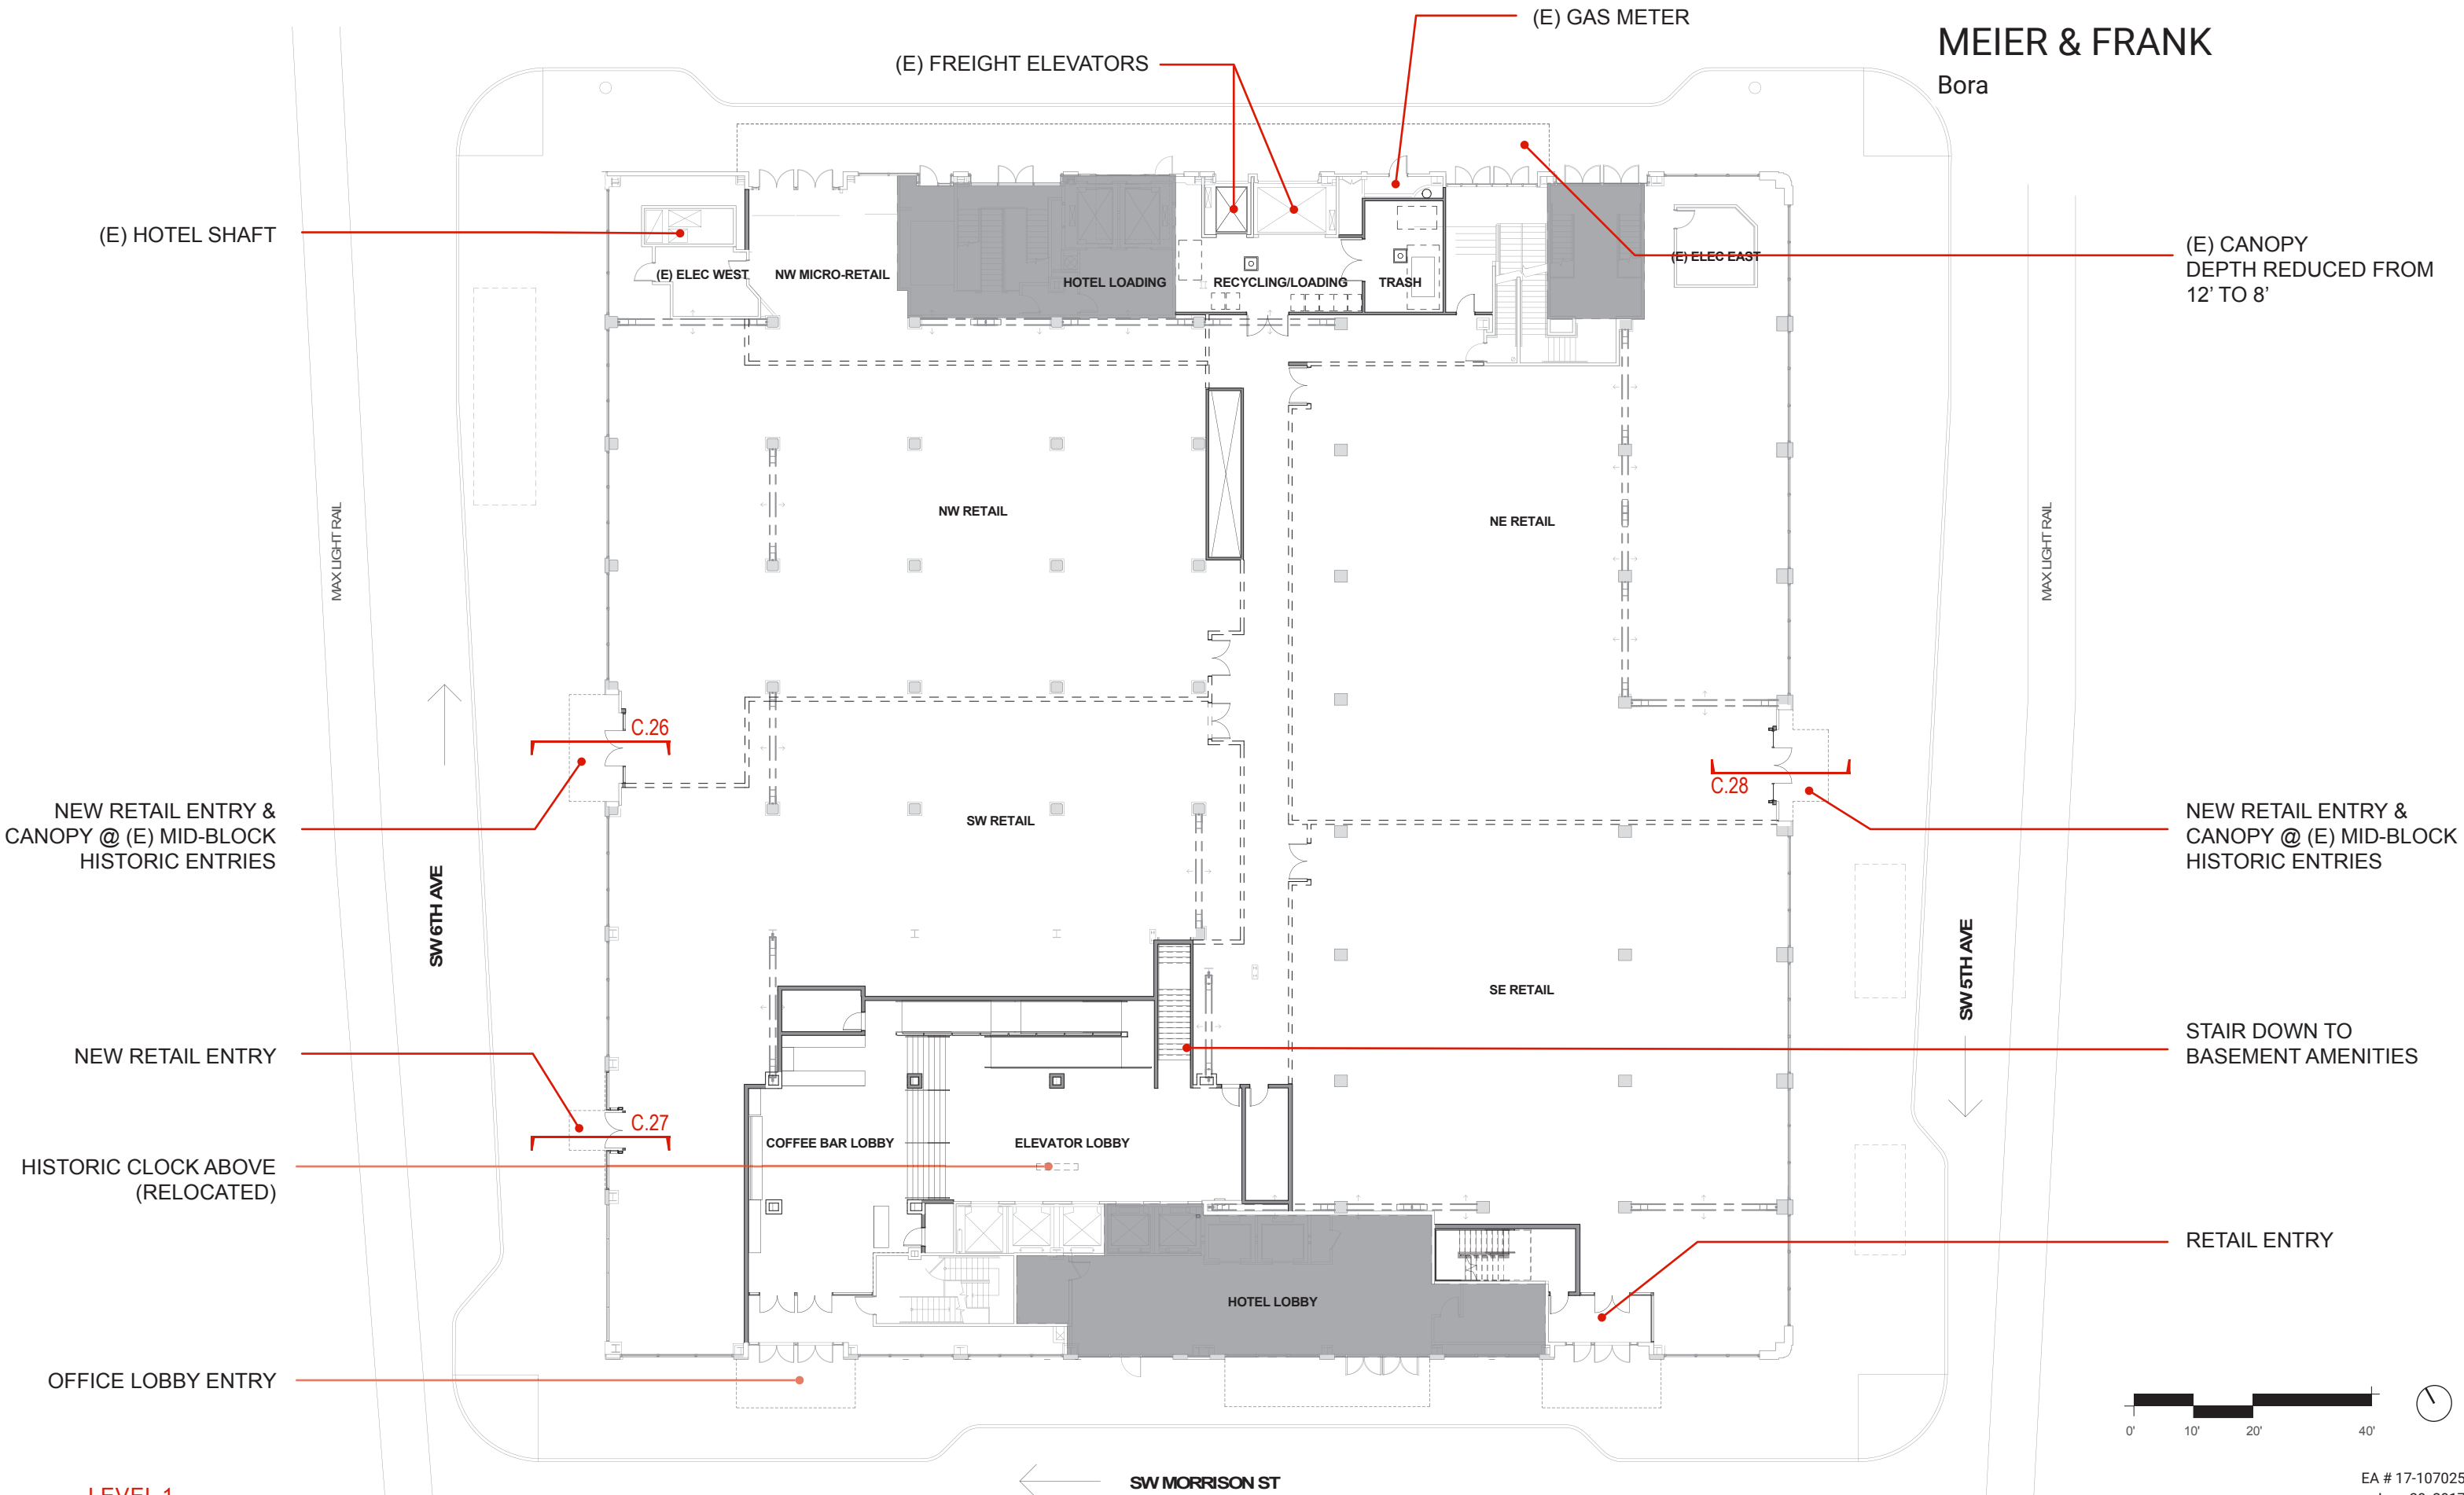 (E) GAS METER
MEIER & FRANK
Bora
(E) FREIGHT ELEVATORS
(E) HOTEL SHAFT
(E) CANOPY
DEPTH REDUCED FROM
12' TO 8'
(E) ELEC WEST
NW MICRO-RETAIL
HOTEL LOADING
RECYCLING/LOADING
TRASH
(E) ELEC EAST
MAX LIGHT RAIL
NW RETAIL
NE RETAIL
MAX LIGHT RAIL
C.26
C.28
NEW RETAIL ENTRY &
CANOPY @ (E) MID-BLOCK
HISTORIC ENTRIES
SW RETAIL
NEW RETAIL ENTRY &
CANOPY @ (E) MID-BLOCK
HISTORIC ENTRIES
SW 6TH AVE
SW 5TH AVE
SE RETAIL
NEW RETAIL ENTRY
STAIR DOWN TO
BASEMENT AMENITIES
C.27
COFFEE BAR LOBBY
ELEVATOR LOBBY
HISTORIC CLOCK ABOVE
(RELOCATED)
RETAIL ENTRY
HOTEL LOBBY
OFFICE LOBBY ENTRY
0' 10' 20' 40'
SW MORRISON ST
EA # 17-107025
LEVEL 1